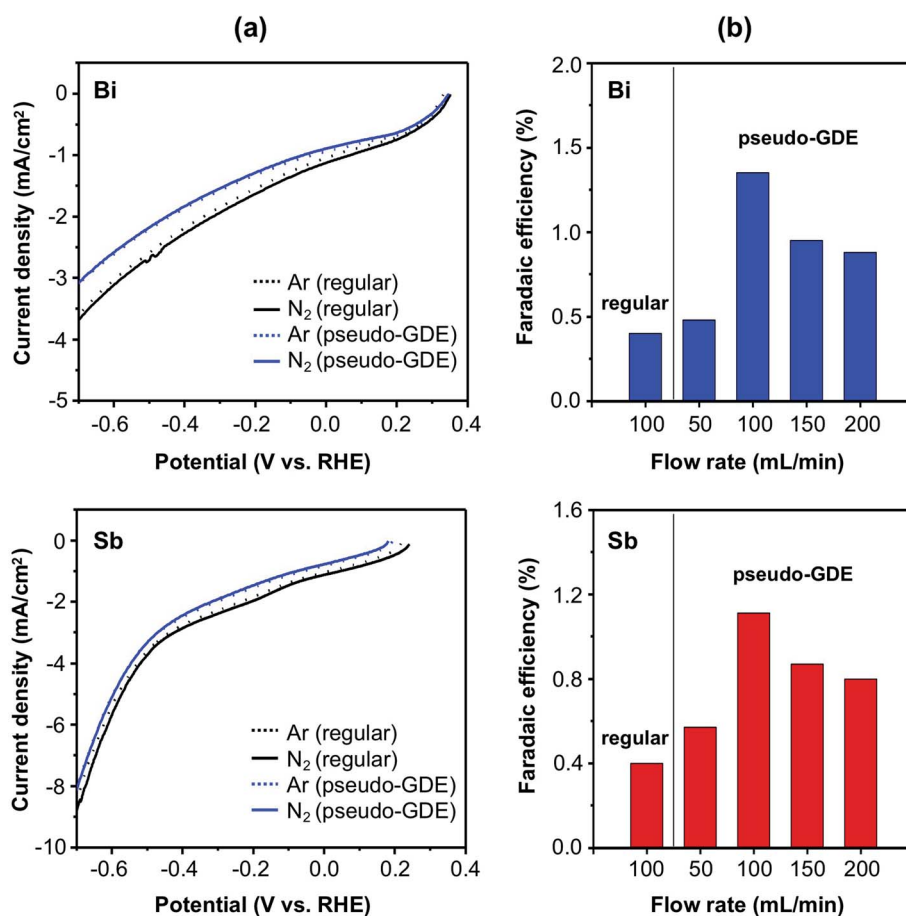 (a)
(b)
Bi
Current density (mA/cm²)
0
-1
-2
-3
-4
-5
Ar (regular)
N₂ (regular)
Ar (pseudo-GDE)
N₂ (pseudo-GDE)
-0.6 -0.4 -0.2 0.0 0.2 0.4
Potential (V vs. RHE)
Bi
Faradaic efficiency (%)
2.0
1.5
1.0
0.5
0.0
pseudo-GDE
regular
100 50 100 150 200
Flow rate (mL/min)
Sb
Current density (mA/cm²)
0
-2
-4
-6
-8
-10
Ar (regular)
N₂ (regular)
Ar (pseudo-GDE)
N₂ (pseudo-GDE)
-0.6 -0.4 -0.2 0.0 0.2 0.4
Potential (V vs. RHE)
Sb
Faradaic efficiency (%)
1.6
1.2
0.8
0.4
0.0
pseudo-GDE
regular
100 50 100 150 200
Flow rate (mL/min)